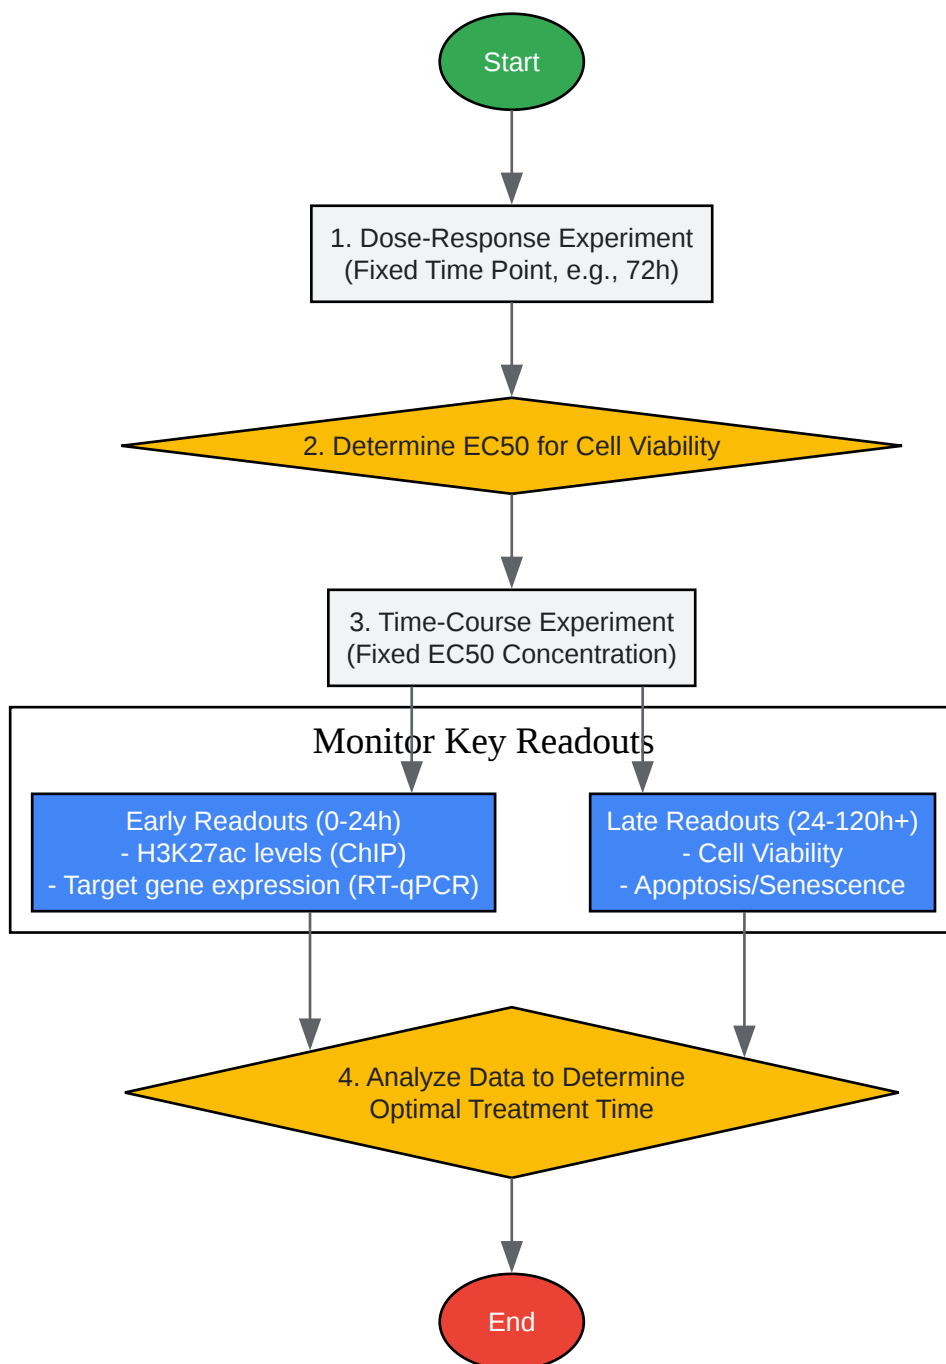 Start
1. Dose-Response Experiment
(Fixed Time Point, e.g., 72h)
2. Determine EC50 for Cell Viability
3. Time-Course Experiment
(Fixed EC50 Concentration)
Monitor Key Readouts
Early Readouts (0-24h)
- H3K27ac levels (ChIP)
- Target gene expression (RT-qPCR)
Late Readouts (24-120h+)
- Cell Viability
- Apoptosis/Senescence
4. Analyze Data to Determine
Optimal Treatment Time
End